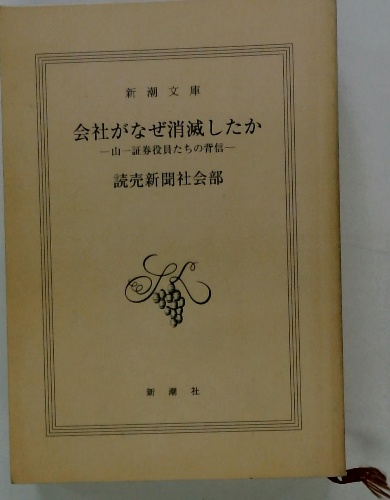 新潮文庫
会社がなぜ消滅したか
―山一証券役員たちの背信―
読売新聞社会部
新潮社